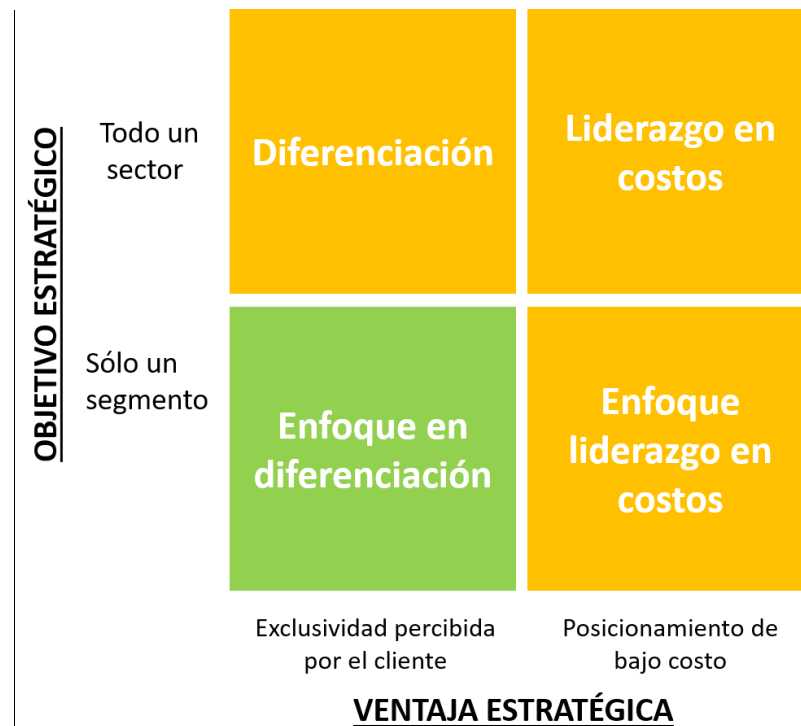 OBJETIVO ESTRATÉGICO
Todo un
sector
Diferenciación
Liderazgo en
costos
Sólo un
segmento
Enfoque en
diferenciación
Enfoque
liderazgo en
costos
Exclusividad percibida
por el cliente
Posicionamiento de
bajo costo
VENTAJA ESTRATÉGICA